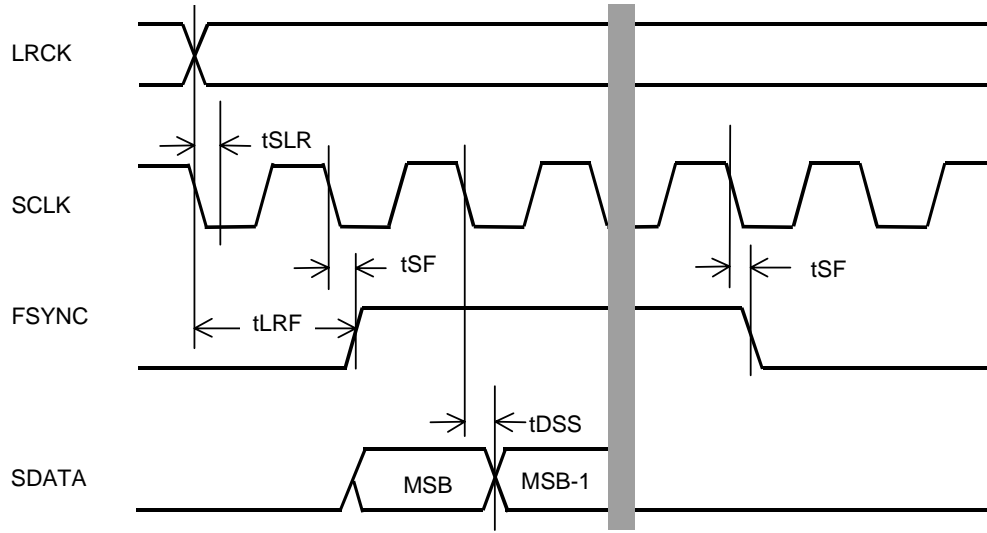 LRCK
tSLR
SCLK
tSF
tSF
FSYNC
tLRF
tDSS
SDATA
MSB
MSB-1